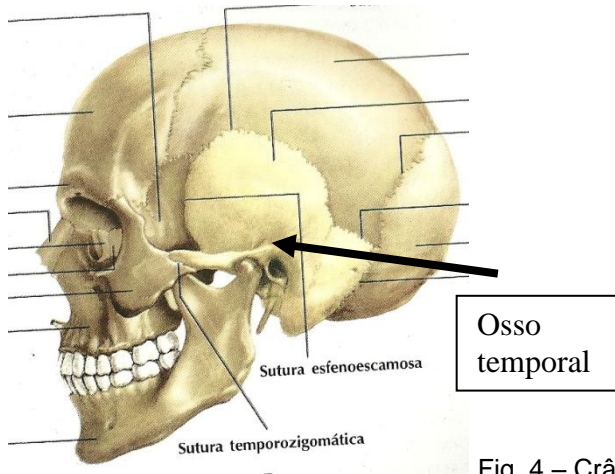 Osso
temporal
Sutura esfenoescamosa
Sutura temporozigomática
Fig. 4 – Crâ